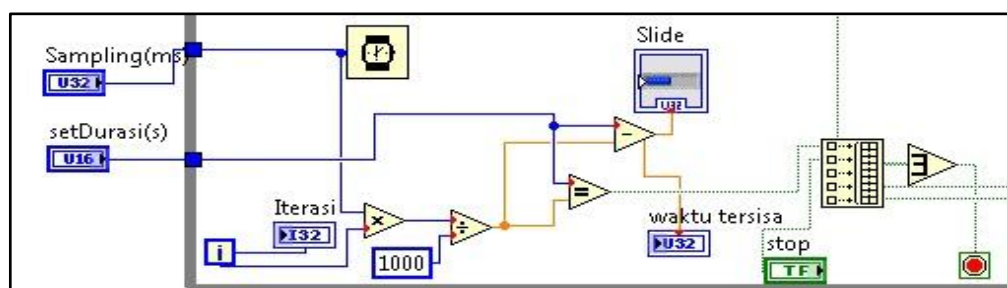 Sampling(ms)
U32
setDurasi(s)
U16
Iterasi
I32
i
1000
Slide
U32
waktu tersisa
U32
stop
TF